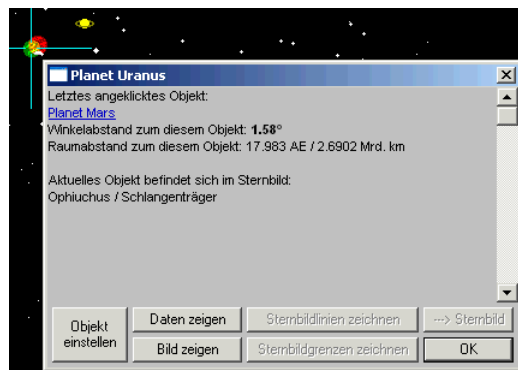 Planet Uranus
Letztes angeklicktes Objekt:
Planet Mars
Winkelabstand zum diesem Objekt: 1.58°
Raumabstand zum diesem Objekt: 17.983 AE / 2.6902 Mrd. km
Aktuelles Objekt befindet sich im Sternbild:
Ophiuchus / Schlangenträger
Objekt einstellen
Daten zeigen
Sternbildlinien zeichnen
---> Sternbild
Bild zeigen
Sternbildgrenzen zeichnen
OK